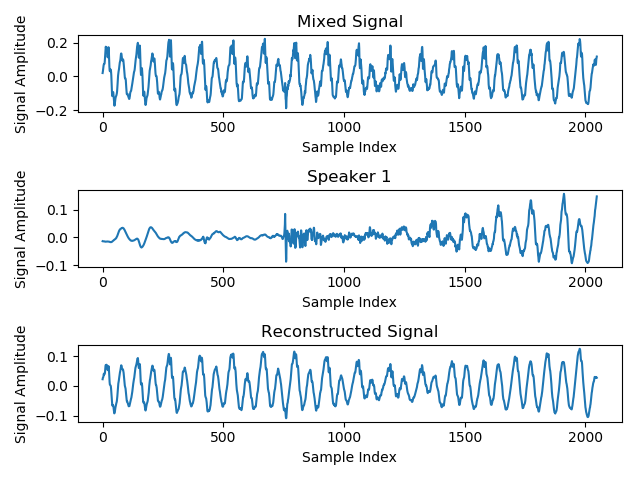 Mixed Signal
Signal Amplitude
0.2
0.0
−0.2
0 500 1000 1500 2000
Sample Index
Speaker 1
Signal Amplitude
0.1
0.0
−0.1
0 500 1000 1500 2000
Sample Index
Reconstructed Signal
Signal Amplitude
0.1
0.0
−0.1
0 500 1000 1500 2000
Sample Index